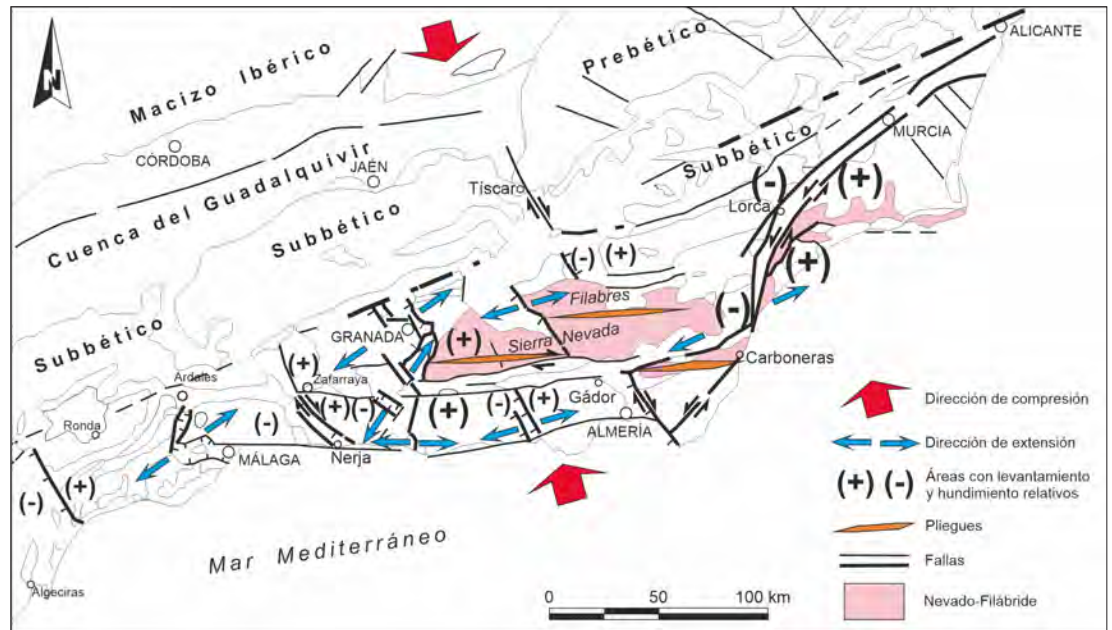 ALICANTE
Prebético
Macizo Ibérico
N
MURCIA
CÓRDOBA
JAÉN
Subbético
Cuenca del Guadalquivir
Tíscaro
(-)
(+)
Lorca
Subbético
(-) (+)
(+)
Filabres
(-)
GRANADA
(+)
Sierra Nevada
Subbético
(+)
Carboneras
Ardales
Zafarraya
Gádor
Ronda
(-)
(+)(-)
(+)
(-)
(+)
ALMERÍA
MÁLAGA
Nerja
(-)
(+)
Mar Mediterráneo
Algeciras
Dirección de compresión
Dirección de extensión
(+) (-) Áreas con levantamiento
y hundimiento relativos
Pliegues
Fallas
Nevado-Filábride
0 50 100 km